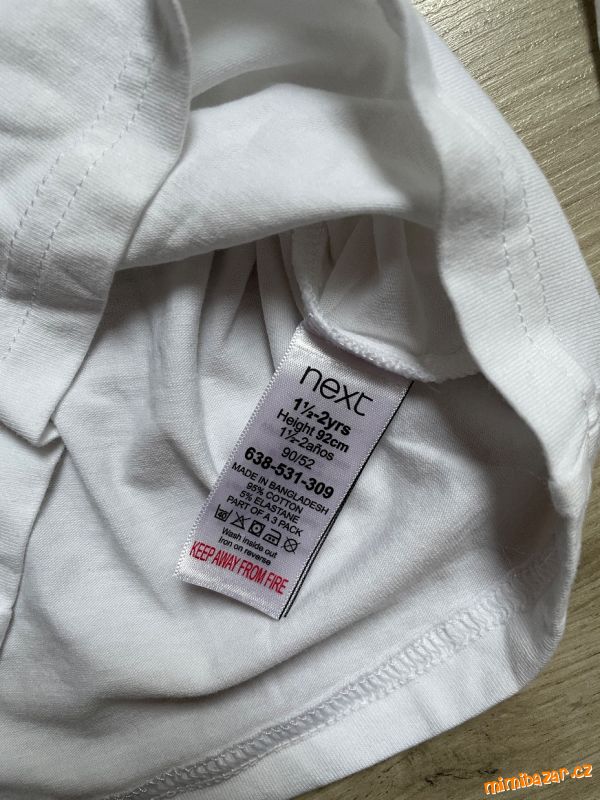 next
1½-2yrs
Height 92cm
1½-2años
90/52
638-531-309
MADE IN BANGLADESH
95% COTTON
5% ELASTANE
PART OF A 3 PACK
40
Wash inside out
Iron on reverse
KEEP AWAY FROM FIRE
mimibazar.cz